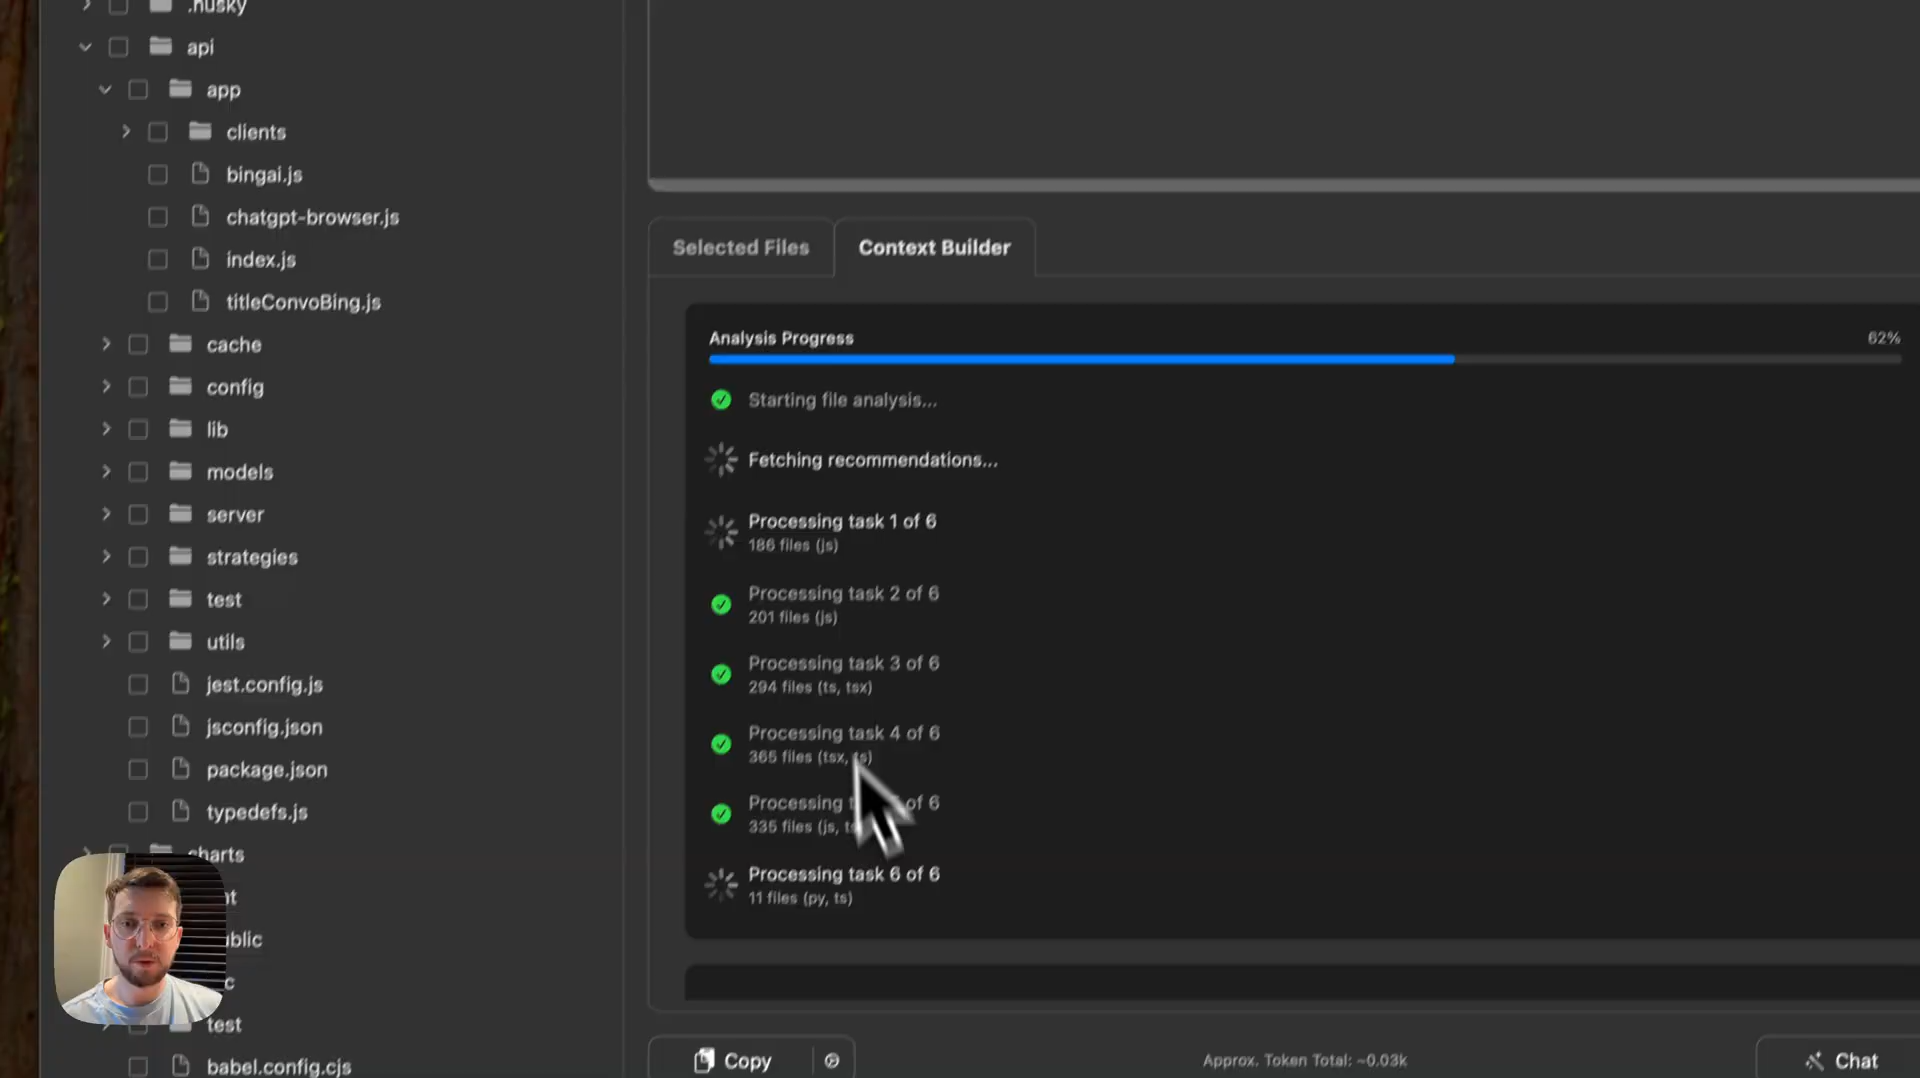 .husky
api
app
clients
bingai.js
chatgpt-browser.js
index.js
titleConvoBing.js
cache
config
lib
models
server
strategies
test
utils
jest.config.js
jsconfig.json
package.json
typedefs.js
charts
test
babel.config.cjs
Selected Files
Context Builder
Analysis Progress
62%
Starting file analysis...
Fetching recommendations...
Processing task 1 of 6
186 files (js)
Processing task 2 of 6
201 files (js)
Processing task 3 of 6
294 files (ts, tsx)
Processing task 4 of 6
365 files (tsx, ts)
Processing of 6
335 files (js,
Processing task 6 of 6
11 files (py, ts)
Copy
Approx. Token Total: ~0.03k
Chat